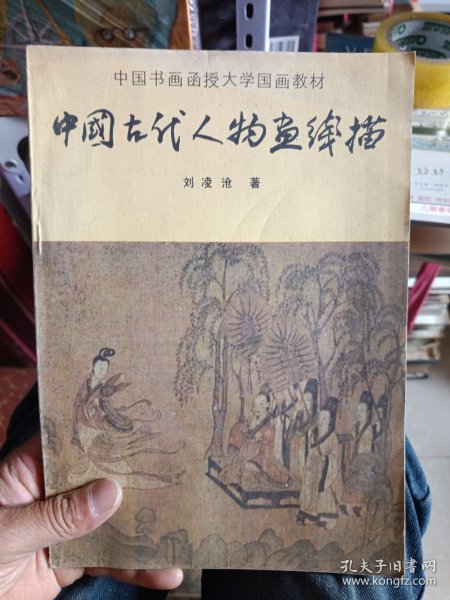 中国书画函授大学国画教材
中國古代人物画线描
刘凌沧 著
孔夫子旧书网
www.kongfz.com